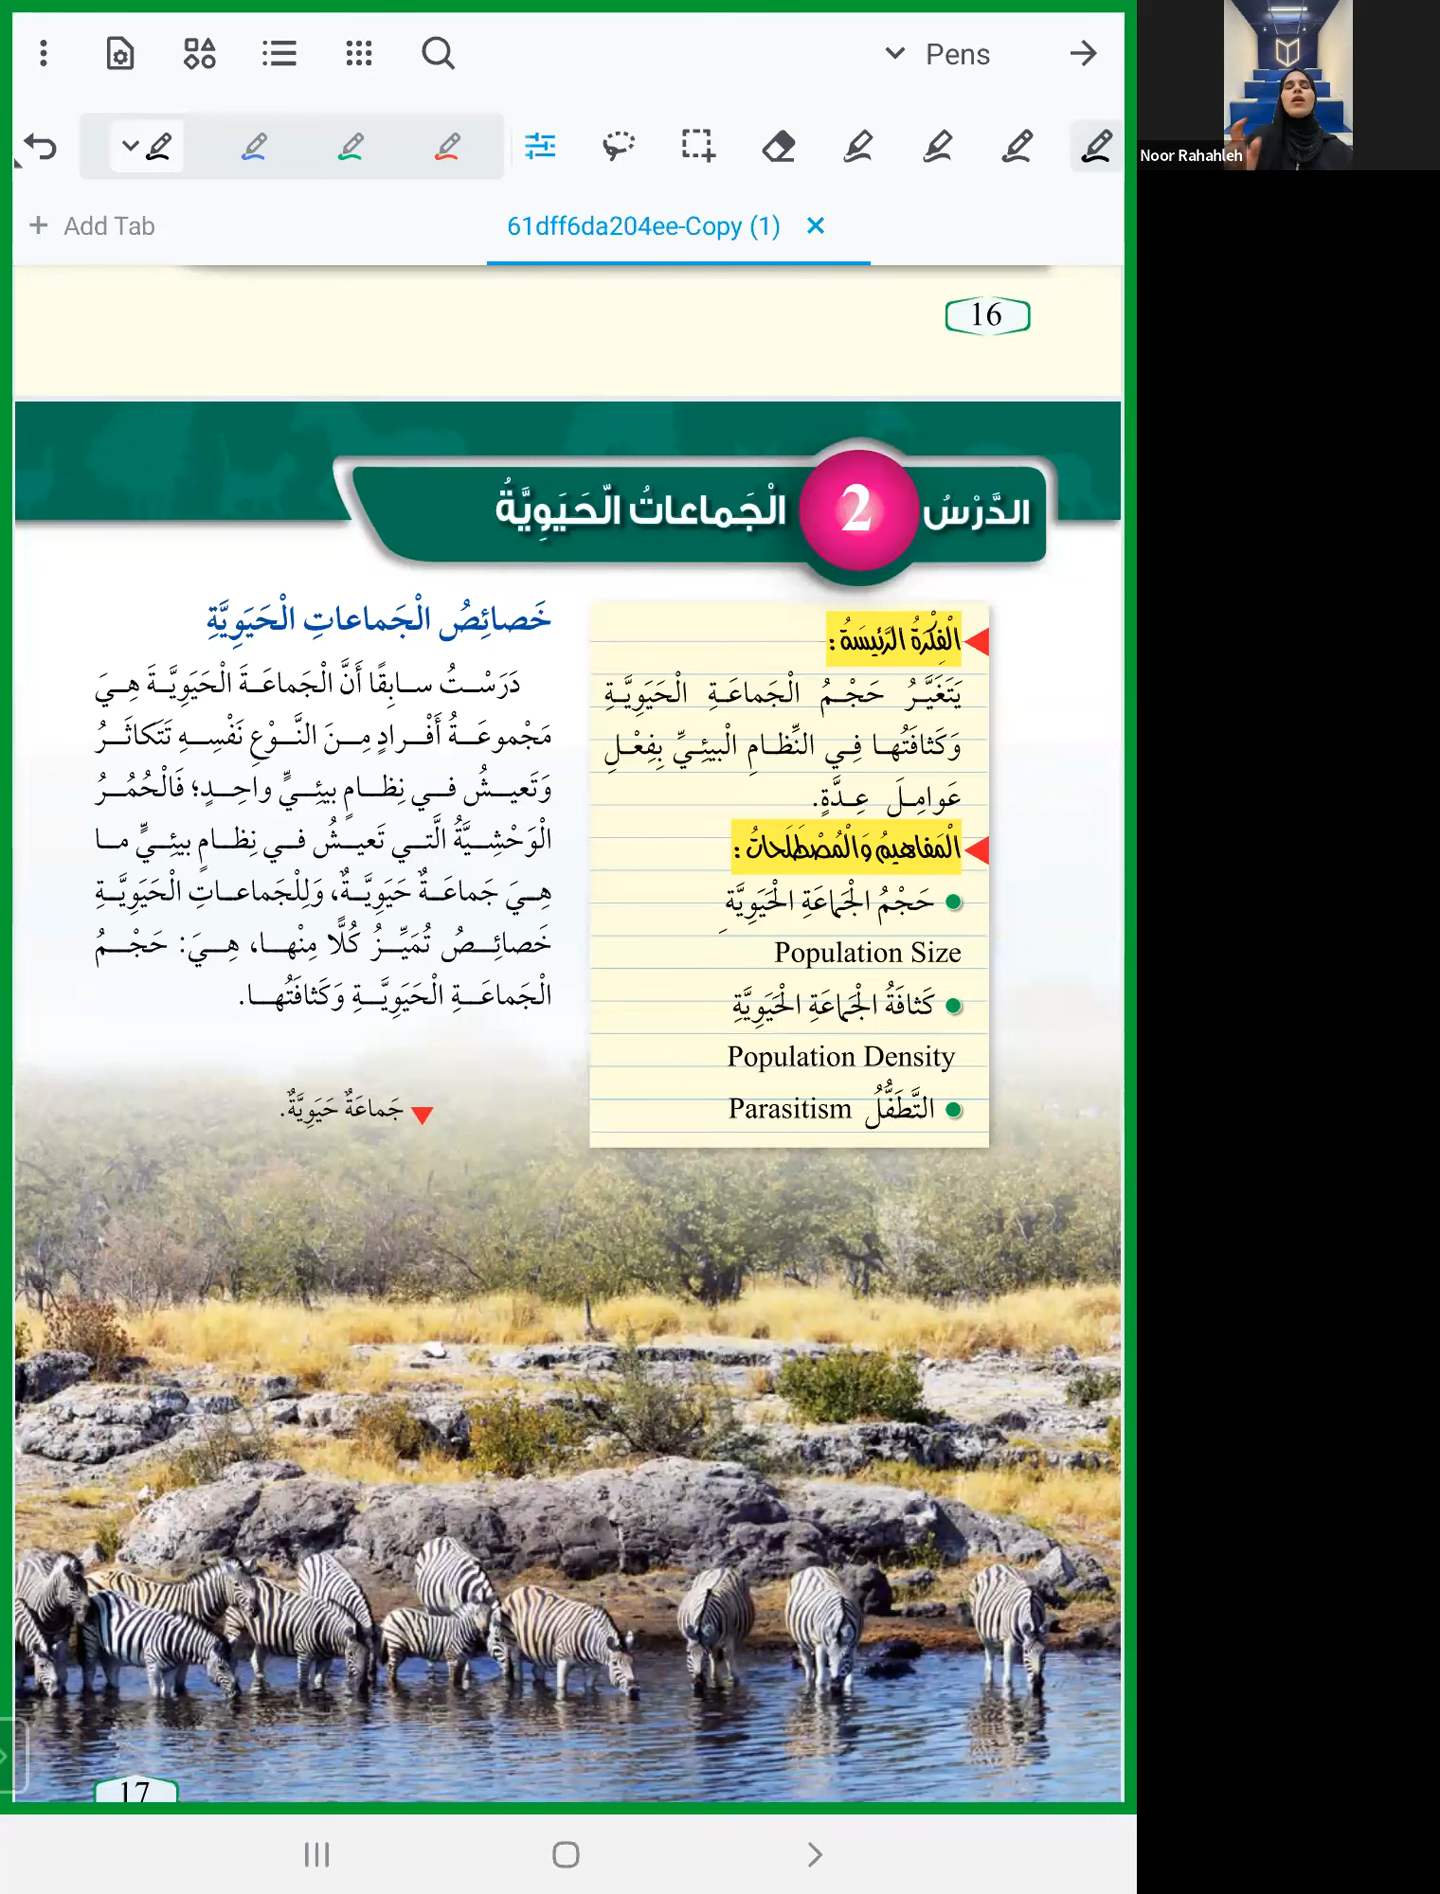 Pens
Add Tab
61dff6da204ee-Copy (1)
Noor Rahahleh
16
الدَّرْسُ 2 الْجَماعاتُ الْحَيَوِيَّةُ
الْفِكْرَةُ الرَّئيسَةُ :
يَتَغَيَّرُ حَجْمُ الْجَماعَةِ الْحَيَوِيَّةِ
وَكَثافَتُها فِي النِّظامِ الْبيئِيِّ بِفِعْلِ
عَوامِلَ عِدَّةٍ.
الْمَفاهيمُ وَالْمُصْطَلَحاتُ :
حَجْمُ الْجَماعَةِ الْحَيَوِيَّةِ
Population Size
كَثافَةُ الْجَماعَةِ الْحَيَوِيَّةِ
Population Density
التَّطَفُّلُ Parasitism
خَصائِصُ الْجَماعاتِ الْحَيَوِيَّةِ
دَرَسْتُ سابِقًا أَنَّ الْجَماعَةَ الْحَيَوِيَّةَ هِيَ
مَجْموعَةُ أَفْرادٍ مِنَ النَّوْعِ نَفْسِهِ تَتَكاثَرُ
وَتَعيشُ في نِظامٍ بيئِيٍّ واحِدٍ؛ فَالْحُمُرُ
الْوَحْشِيَّةُ الَّتي تَعيشُ في نِظامٍ بيئِيٍّ ما
هِيَ جَماعَةٌ حَيَوِيَّةٌ، وَلِلْجَماعاتِ الْحَيَوِيَّةِ
خَصائِصُ تُمَيِّزُ كُلًّا مِنْها، هِيَ: حَجْمُ
الْجَماعَةِ الْحَيَوِيَّةِ وَكَثافَتُها.
جَماعَةٌ حَيَوِيَّةٌ.
17